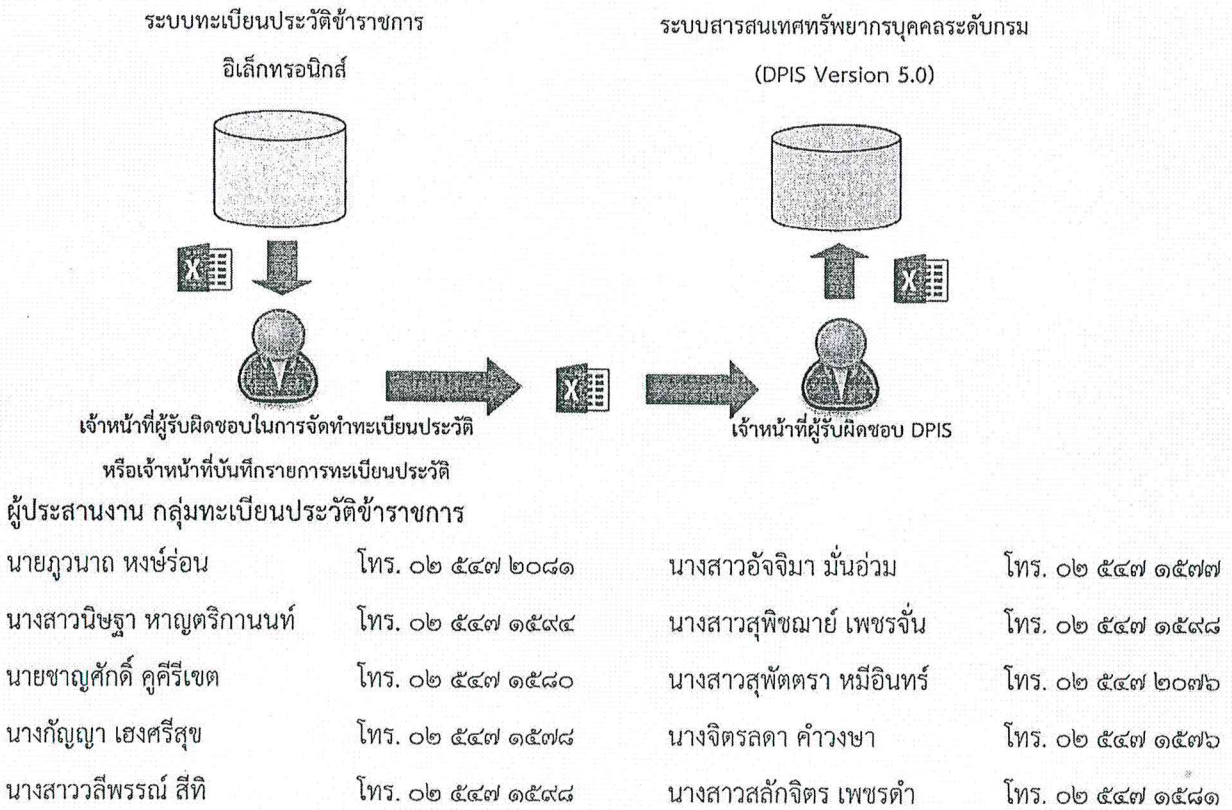 ระบบทะเบียนประวัติข้าราชการ
อิเล็กทรอนิกส์
ระบบสารสนเทศทรัพยากรบุคคลระดับกรม
(DPIS Version 5.0)
X
X
X
เจ้าหน้าที่ผู้รับผิดชอบในการจัดทำทะเบียนประวัติ
หรือเจ้าหน้าที่บันทึกรายการทะเบียนประวัติ
เจ้าหน้าที่ผู้รับผิดชอบ DPIS
ผู้ประสานงาน กลุ่มทะเบียนประวัติข้าราชการ
นายภูวนาถ หงษ์ร่อน โทร. ๐๒ ๕๔๗ ๒๐๘๑ นางสาวอัจจิมา มั่นอ่วม โทร. ๐๒ ๕๔๗ ๑๕๗๗
นางสาวนิษฐา หาญตริกานนท์ โทร. ๐๒ ๕๔๗ ๑๕๙๔ นางสาวสุพิชฌาย์ เพชรจั่น โทร. ๐๒ ๕๔๗ ๑๕๙๘
นายชาญศักดิ์ คูคีรีเขต โทร. ๐๒ ๕๔๗ ๑๕๘๐ นางสาวสุพัตตรา หมีอินทร์ โทร. ๐๒ ๕๔๗ ๒๐๗๖
นางกัญญา เฮงศรีสุข โทร. ๐๒ ๕๔๗ ๑๕๗๘ นางจิตรลดา คำวงษา โทร. ๐๒ ๕๔๗ ๑๕๗๖
นางสาววลีพรรณ์ สีทิ โทร. ๐๒ ๕๔๗ ๑๕๙๘ นางสาวสลักจิตร เพชรดำ โทร. ๐๒ ๕๔๗ ๑๕๘๑